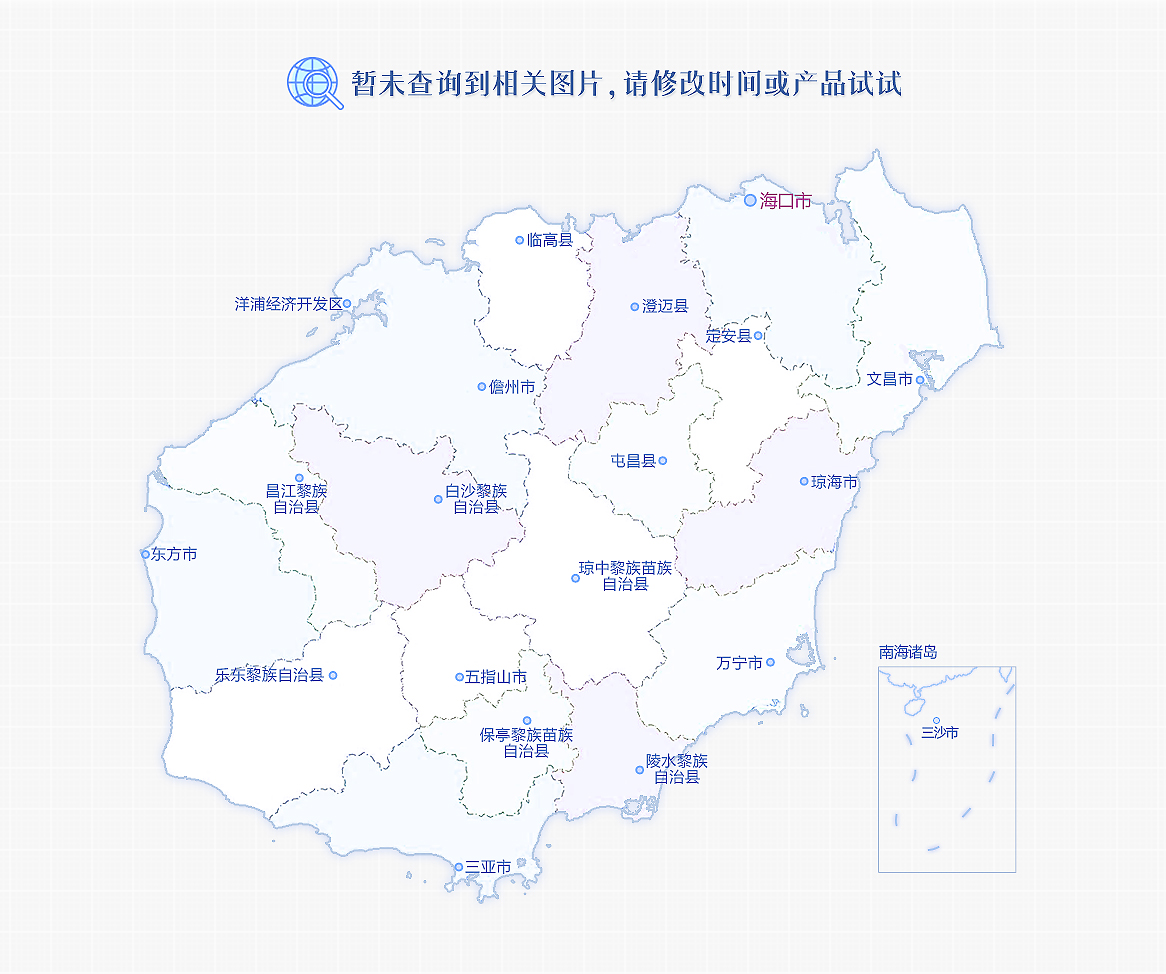 暂未查询到相关图片,请修改时间或产品试试
海口市
临高县
洋浦经济开发区
澄迈县
定安县
文昌市
儋州市
屯昌县
琼海市
昌江黎族
自治县
白沙黎族
自治县
东方市
琼中黎族苗族
自治县
万宁市
乐东黎族自治县
五指山市
保亭黎族苗族
自治县
陵水黎族
自治县
三亚市
南海诸岛
三沙市